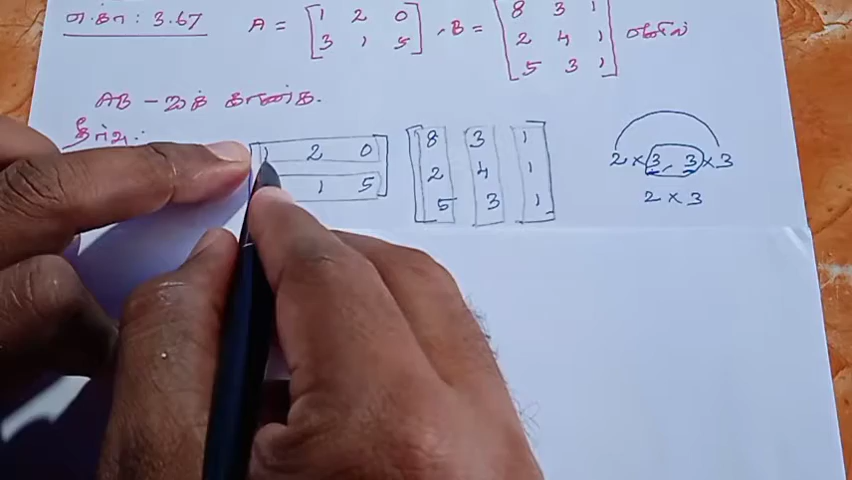 எ.கா : 3.67 A = [1 2 0 , B = [8 3 1 எனில்
3 1 5] 2 4 1
5 3 1]
AB - ஐக் காண்க.
தீர்வு :
1 2 0 8 3 1 2 × 3, 3 × 3
1 5 2 4 1 2 × 3
5 3 1